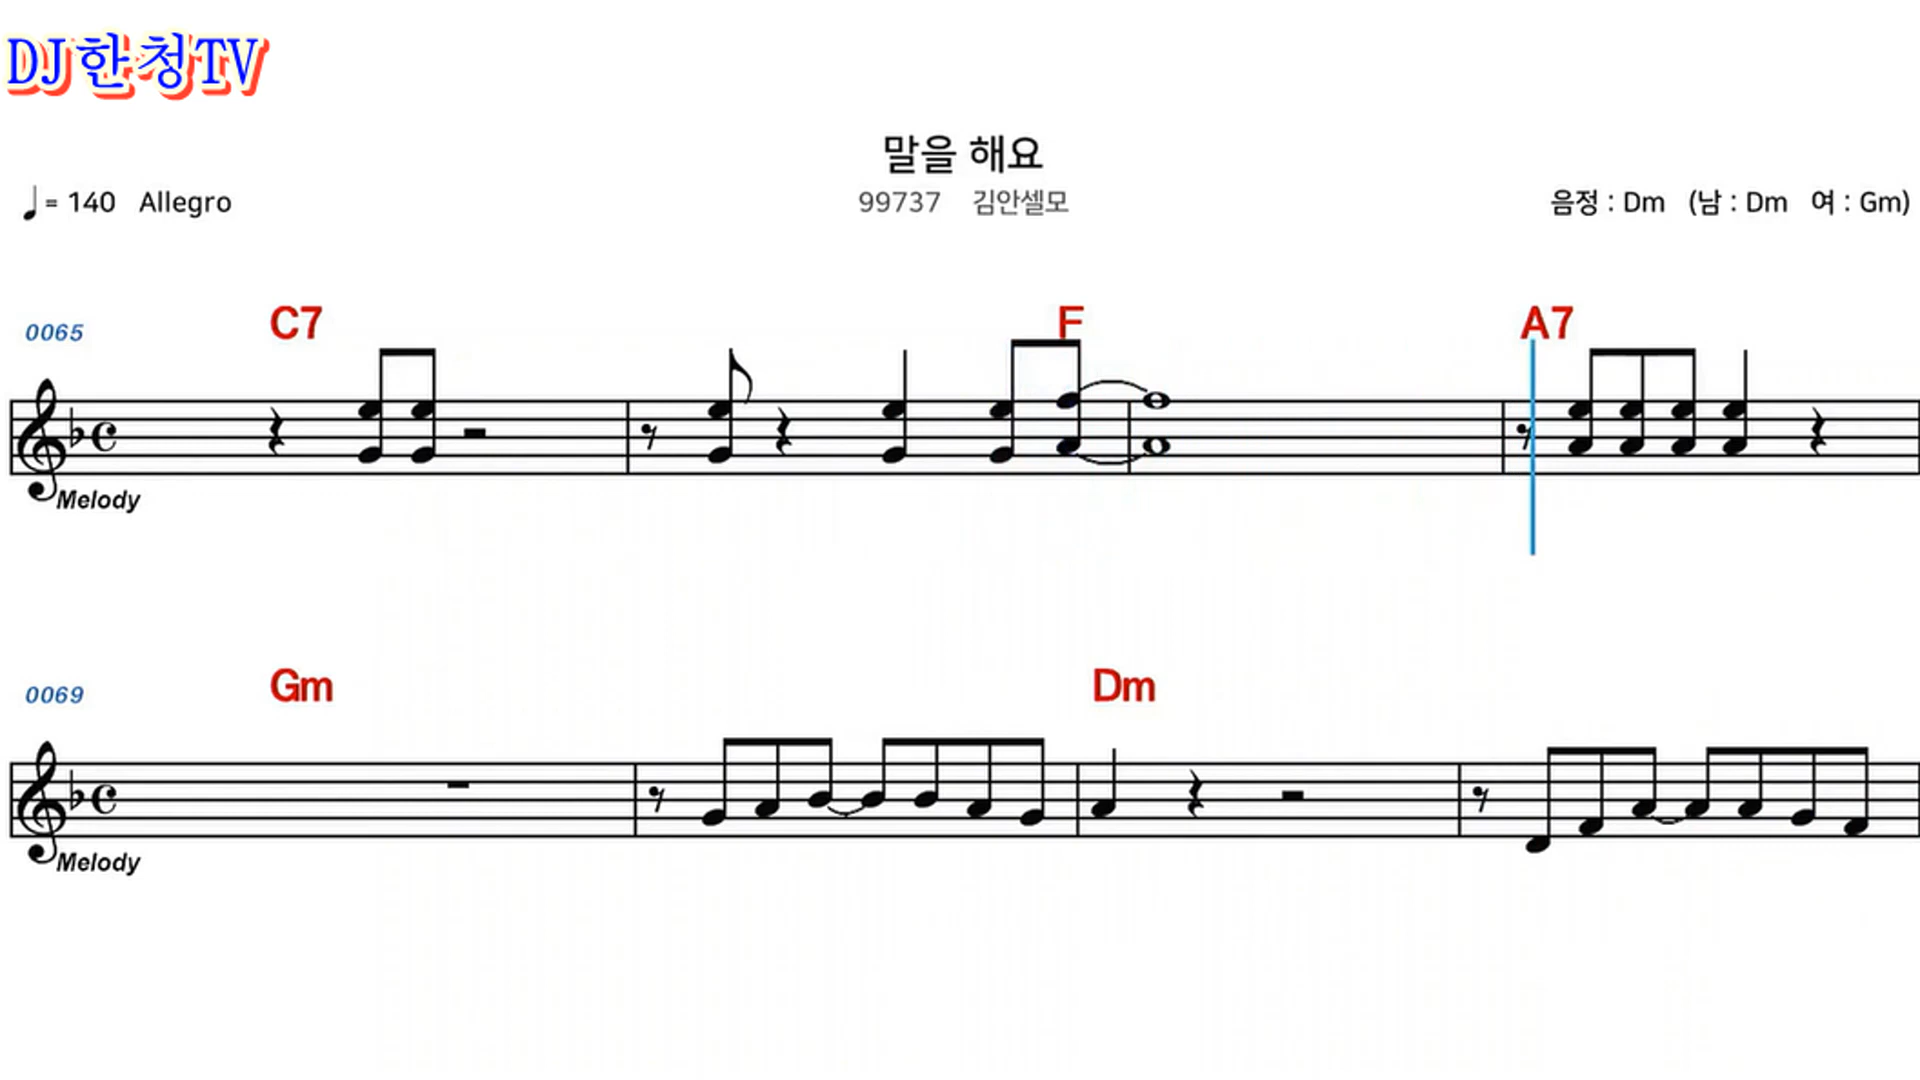 DJ한청TV
말을 해요
♩= 140 Allegro
99737 김안셀모
음정 : Dm (남 : Dm 여 : Gm)
0065 C7 F A7
Melody
0069 Gm Dm
Melody